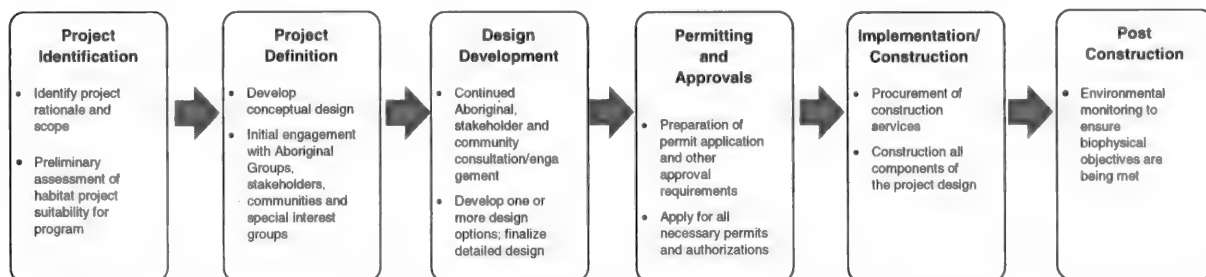 Project
Identification
• Identify project
rationale and
scope
• Preliminary
assessment of
habitat project
suitability for
program
Project
Definition
• Develop
conceptual design
• Initial engagement
with Aboriginal
Groups,
stakeholders,
communities and
special interest
groups
Design
Development
• Continued
Aboriginal,
stakeholder and
community
consultation/enga
gement
• Develop one or
more design
options; finalize
detailed design
Permitting
and
Approvals
• Preparation of
permit application
and other
approval
requirements
• Apply for all
necessary permits
and authorizations
Implementation/
Construction
• Procurement of
construction
services
• Construction all
components of
the project design
Post
Construction
• Environmental
monitoring to
ensure
biophysical
objectives are
being met